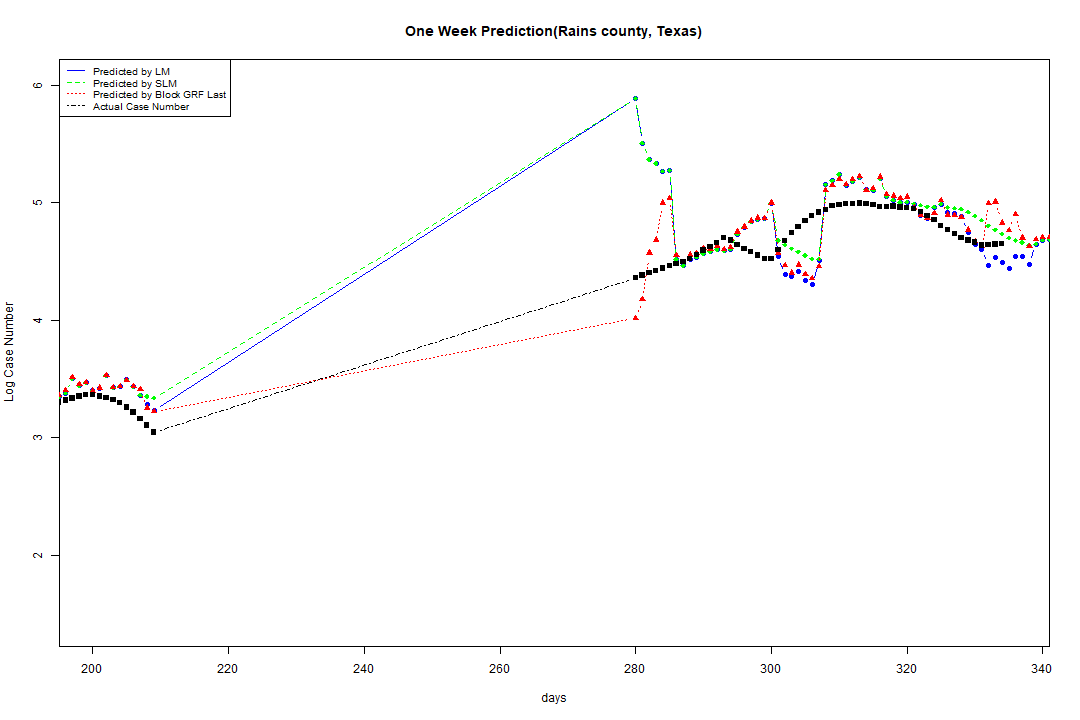 One Week Prediction(Rains county, Texas)
Predicted by LM
Predicted by SLM
Predicted by Block GRF Last
Actual Case Number
6
5
4
3
2
Log Case Number
200 220 240 260 280 300 320 340
days